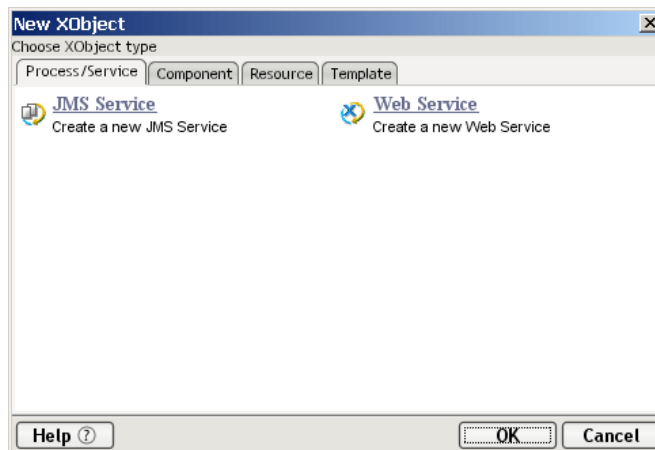 New XObject
Choose XObject type
Process/Service Component Resource Template
JMS Service Web Service
Create a new JMS Service Create a new Web Service
Help ? OK Cancel